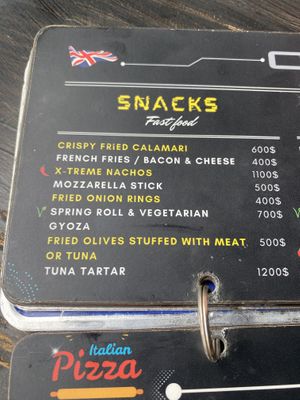 SNACKS
Fast food
CRISPY FRIED CALAMARI 600$
FRENCH FRIES / BACON & CHEESE 400$
X-TREME NACHOS 1100$
MOZZARELLA STICK 500$
FRIED ONION RINGS 400$
SPRING ROLL & VEGETARIAN 700$
GYOZA
FRIED OLIVES STUFFED WITH MEAT 500$
OR TUNA
TUNA TARTAR 1200$
Italian
Pizza